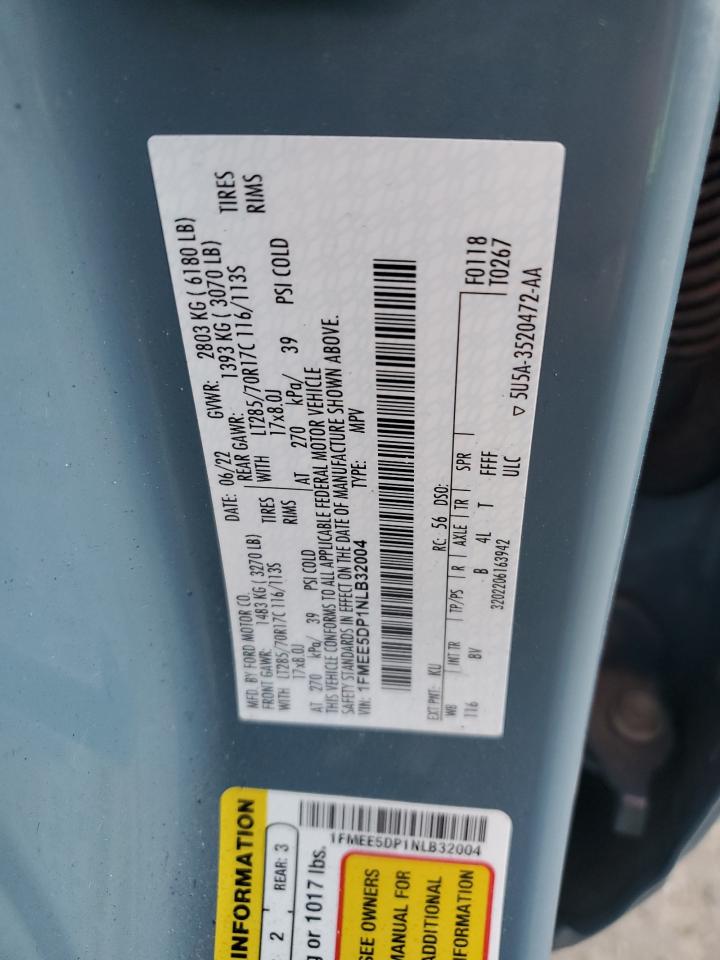 MFD. BY FORD MOTOR CO.
DATE: 06/22 GVWR: 2803 KG ( 6180 LB)
FRONT GAWR: 1483 KG ( 3270 LB) REAR GAWR: 1393 KG ( 3070 LB)
WITH LT285/70R17C 116/113S TIRES WITH LT285/70R17C 116/113S TIRES
17x8.0J RIMS 17x8.0J RIMS
AT 270 kPa/ 39 PSI COLD AT 270 kPa/ 39 PSI COLD
THIS VEHICLE CONFORMS TO ALL APPLICABLE FEDERAL MOTOR VEHICLE
SAFETY STANDARDS IN EFFECT ON THE DATE OF MANUFACTURE SHOWN ABOVE.
VIN: 1FMEE5DP1NLB32004 TYPE: MPV
EXT PNT: KU RC: 56 DSO: F0118
WB INT TR TP/PS R AXLE TR SPR T0267
116 BV B 4L T FFFF
3202206163942 ULC ▽ 5U5A-3520472-AA
INFORMATION
2 REAR: 3
g or 1017 lbs.
1FMEE5DP1NLB32004
SEE OWNERS
MANUAL FOR
ADDITIONAL
INFORMATION